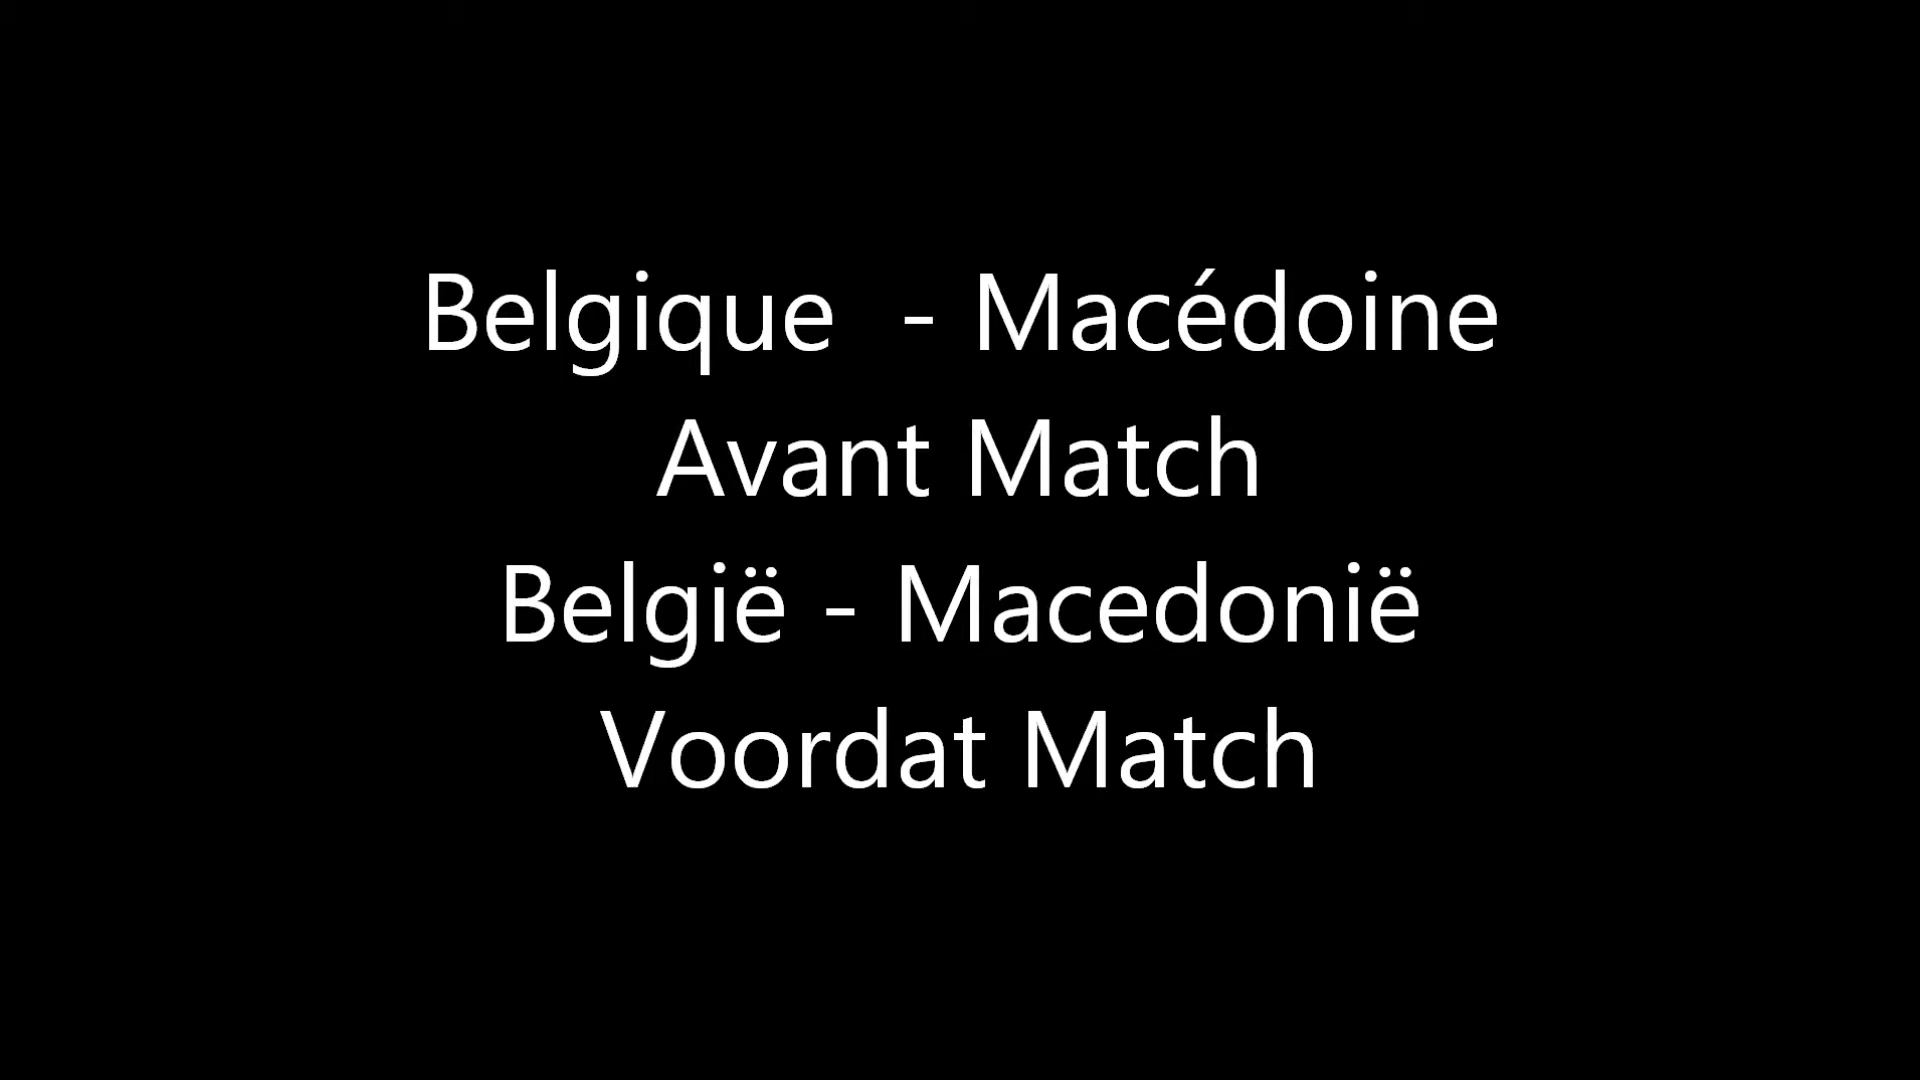 Belgique  - Macédoine
Avant Match
België - Macedonië
Voordat Match